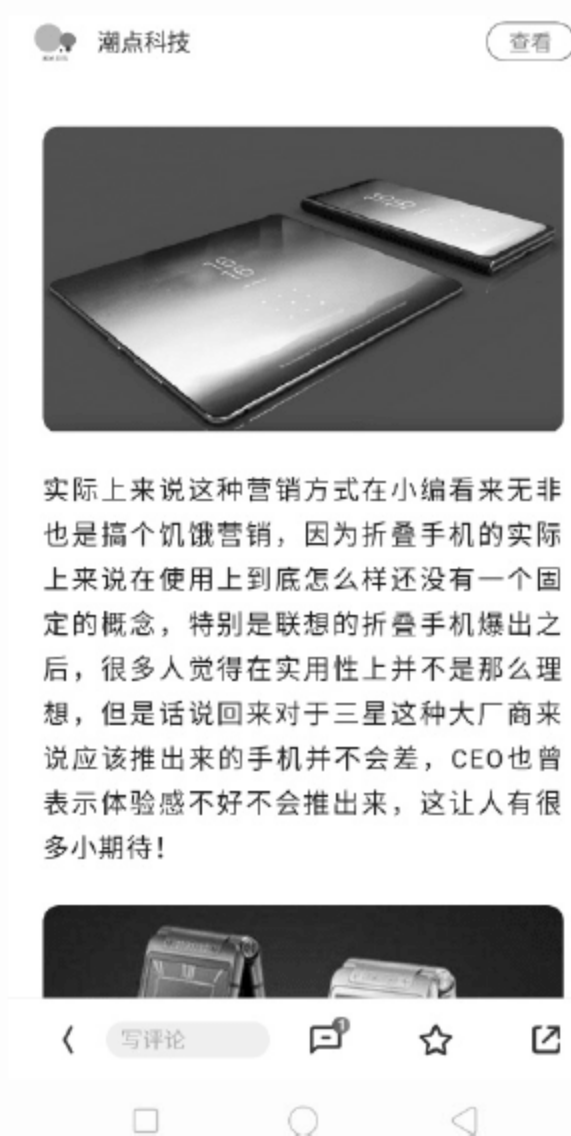 潮点科技
查看
实际上来说这种营销方式在小编看来无非
也是搞个饥饿营销，因为折叠手机的实际
上来说在使用上到底怎么样还没有一个固
定的概念，特别是联想的折叠手机爆出之
后，很多人觉得在实用性上并不是那么理
想，但是话说回来对于三星这种大厂商来
说应该推出来的手机并不会差，CEO也曾
表示体验感不好不会推出来，这让人有很
多小期待！
写评论
1